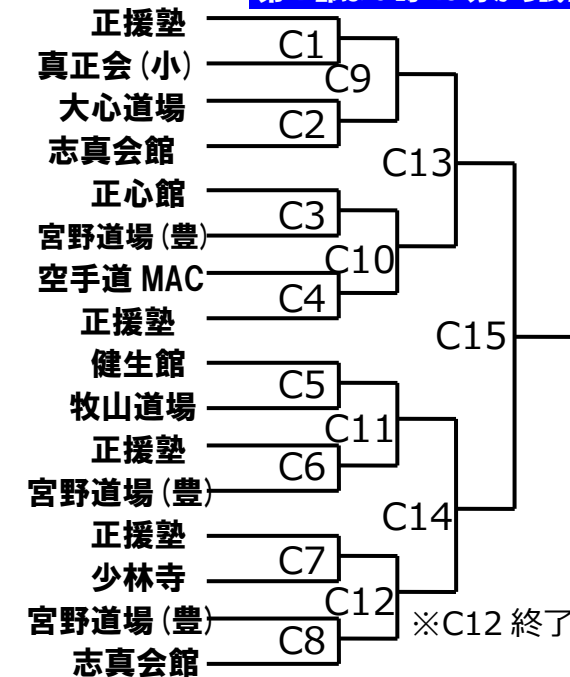 正援塾
C1
真正会(小)
C9
大心道場
C2
志真会館
C13
正心館
C3
宮野道場(豊)
C10
空手道 MAC
C4
正援塾
C15
健生館
C5
牧山道場
C11
正援塾
C6
宮野道場(豊)
C14
正援塾
C7
少林寺
C12
宮野道場(豊)
※C12 終了
C8
志真会館